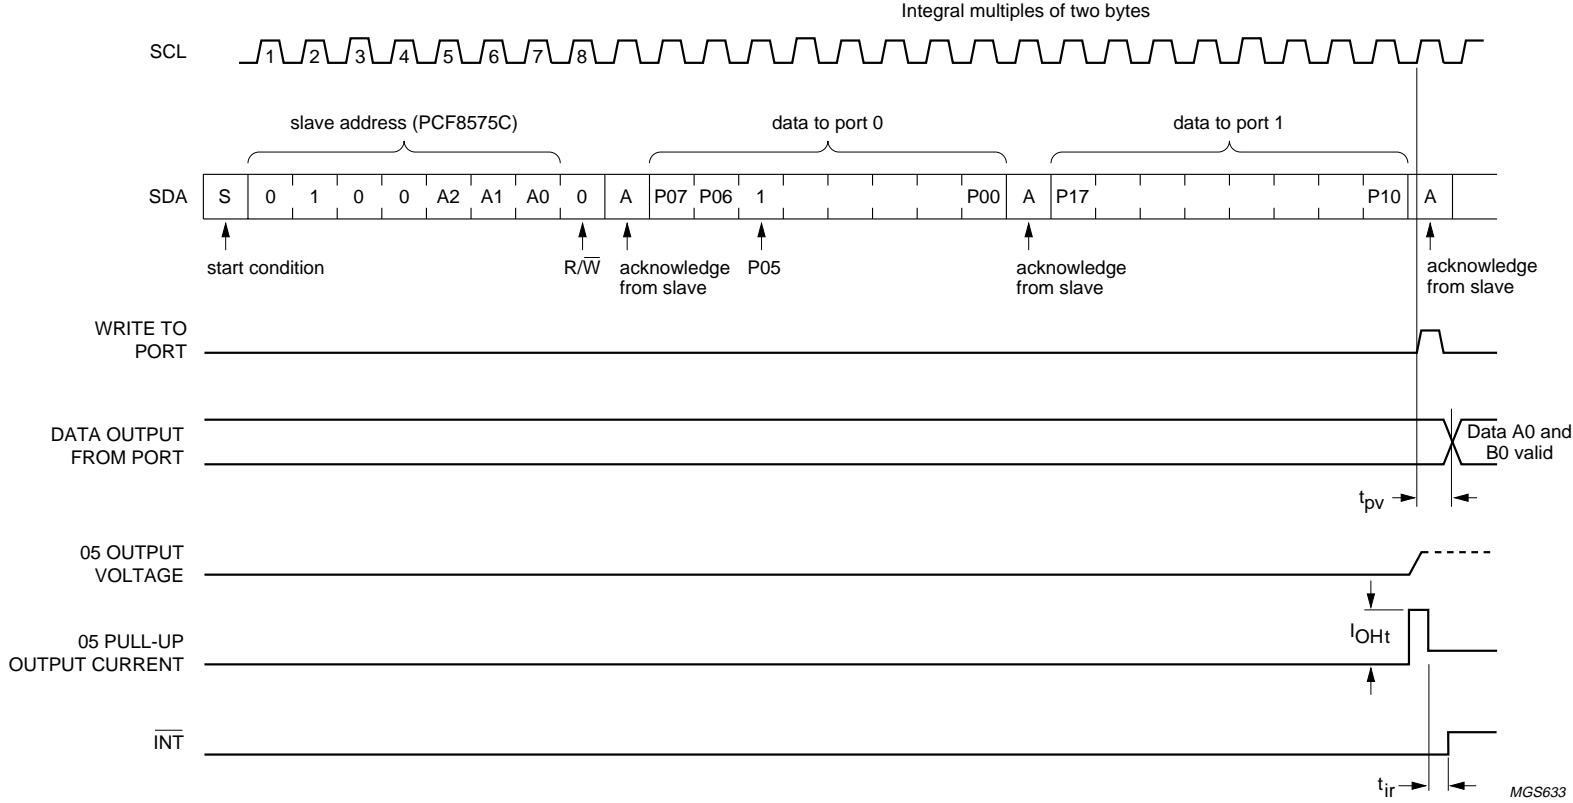 Integral multiples of two bytes
SCL
1 2 3 4 5 6 7 8
slave address (PCF8575C)
data to port 0
data to port 1
SDA
S 0 1 0 0 A2 A1 A0 0 A P07 P06 1 P00 A P17 P10 A
start condition
R/W̅
acknowledge
from slave
P05
acknowledge
from slave
acknowledge
from slave
WRITE TO
PORT
DATA OUTPUT
FROM PORT
Data A0 and
B0 valid
tpv
05 OUTPUT
VOLTAGE
05 PULL-UP
OUTPUT CURRENT
IOHt
I̅N̅T̅
tir
MGS633